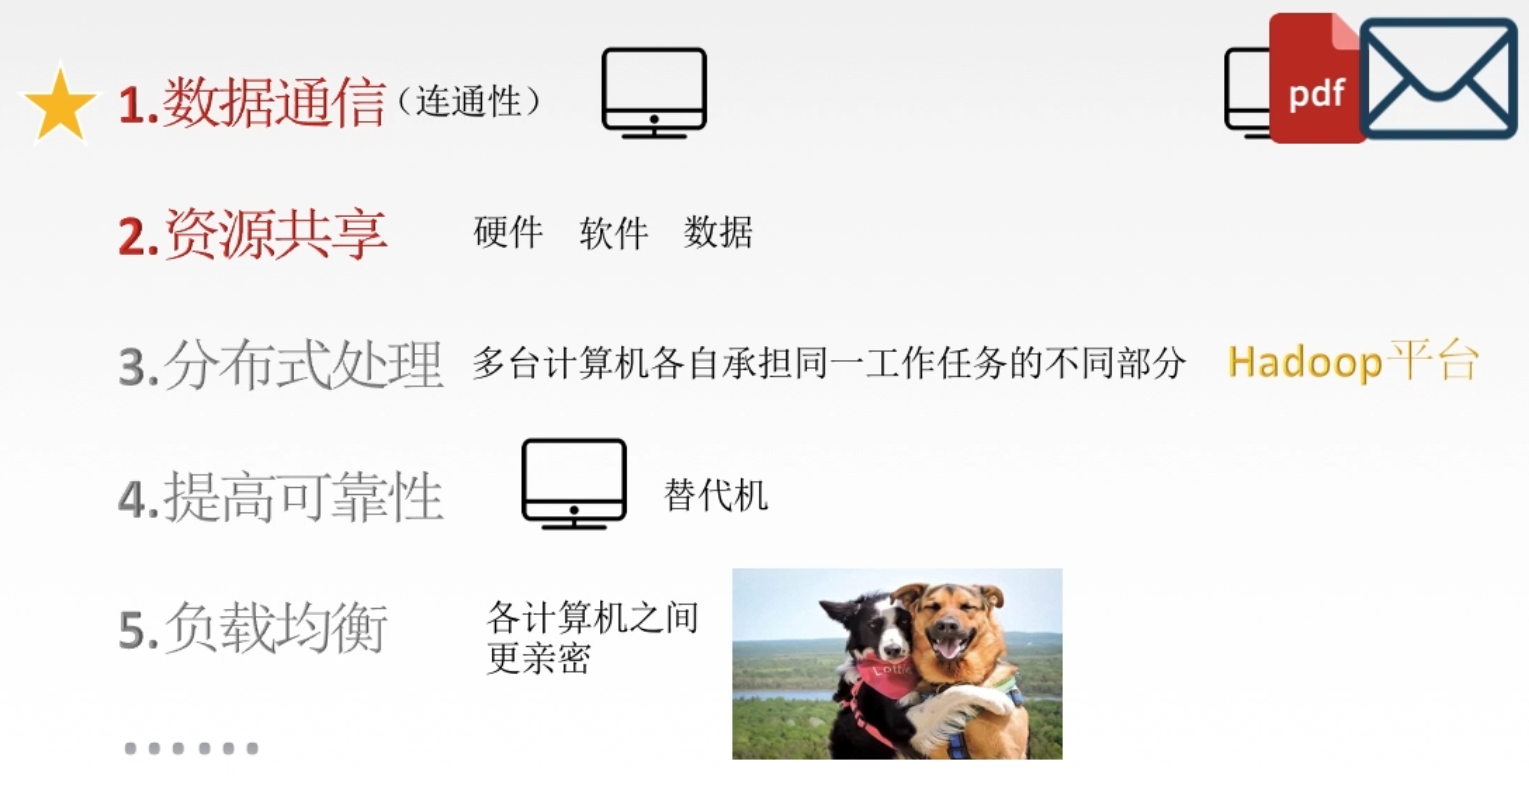 1.数据通信（连通性）
pdf
2.资源共享 硬件 软件 数据
3.分布式处理 多台计算机各自承担同一工作任务的不同部分 Hadoop平台
4.提高可靠性 替代机
5.负载均衡 各计算机之间
更亲密
Lottie
......